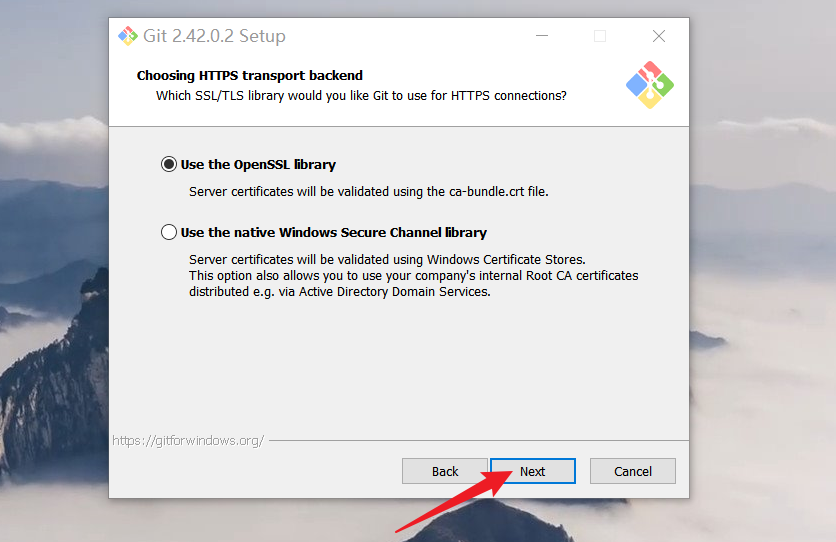 Git 2.42.0.2 Setup
Choosing HTTPS transport backend
Which SSL/TLS library would you like Git to use for HTTPS connections?
Use the OpenSSL library
Server certificates will be validated using the ca-bundle.crt file.
Use the native Windows Secure Channel library
Server certificates will be validated using Windows Certificate Stores.
This option also allows you to use your company's internal Root CA certificates
distributed e.g. via Active Directory Domain Services.
https://gitforwindows.org/
Back Next Cancel